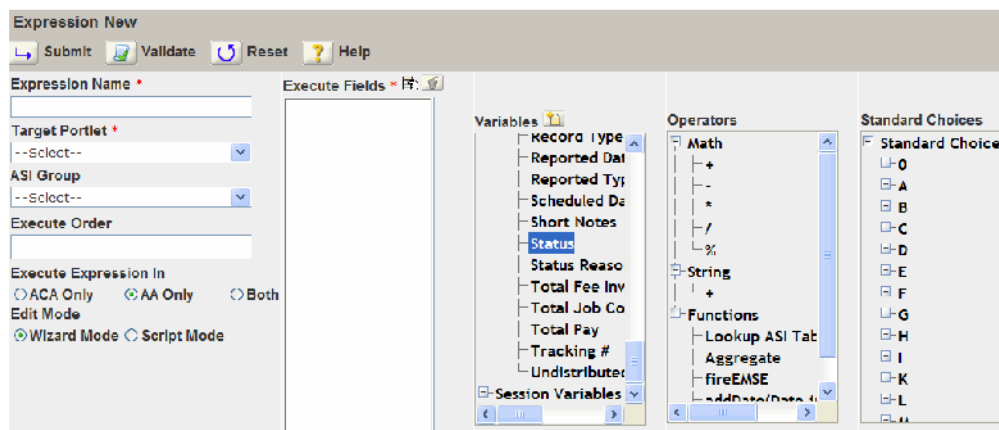 Expression New
Submit Validate Reset ? Help
Expression Name *
Target Portlet *
--Select--
ASI Group
--Select--
Execute Order
Execute Expression In
ACA Only AA Only Both
Edit Mode
Wizard Mode Script Mode
Execute Fields *
Variables
Record Type
Reported Dat
Reported Typ
Scheduled Da
Short Notes
Status
Status Reaso
Total Fee Inv
Total Job Co
Total Pay
Tracking #
Undistributed
Session Variables
Operators
Math
+
-
*
/
%
String
+
Functions
Lookup ASI Tab
Aggregate
fireEMSE
addDate(Date,
Standard Choices
Standard Choice
0
A
B
C
D
E
F
G
H
I
K
L
M